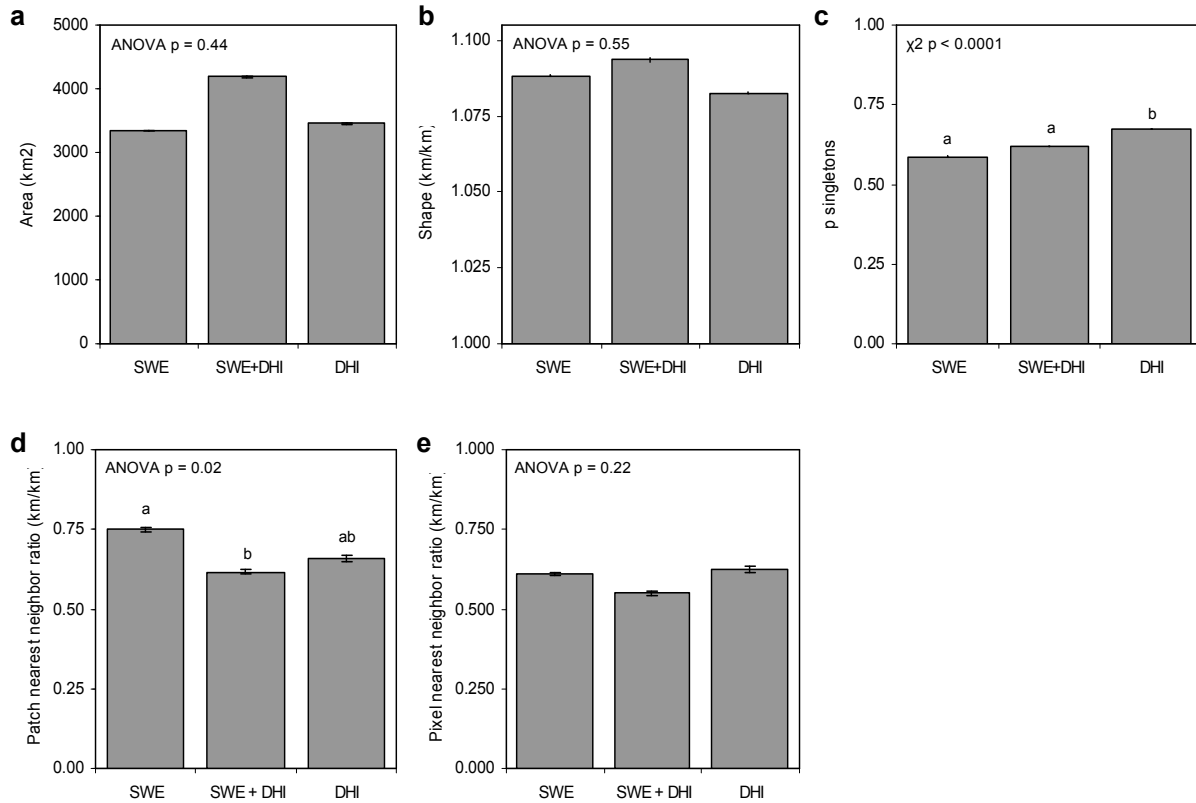 a
ANOVA p = 0.44
Area (km2)
5000
4000
3000
2000
1000
0
SWE
SWE+DHI
DHI
b
ANOVA p = 0.55
Shape (km/km)
1.100
1.075
1.050
1.025
1.000
SWE
SWE+DHI
DHI
c
χ2 p < 0.0001
p singletons
1.00
0.75
0.50
0.25
0.00
a
a
b
SWE
SWE+DHI
DHI
d
ANOVA p = 0.02
Patch nearest neighbor ratio (km/km)
1.00
0.75
0.50
0.25
0.00
a
b
ab
SWE
SWE + DHI
DHI
e
ANOVA p = 0.22
Pixel nearest neighbor ratio (km/km)
1.000
0.750
0.500
0.250
0.000
SWE
SWE + DHI
DHI